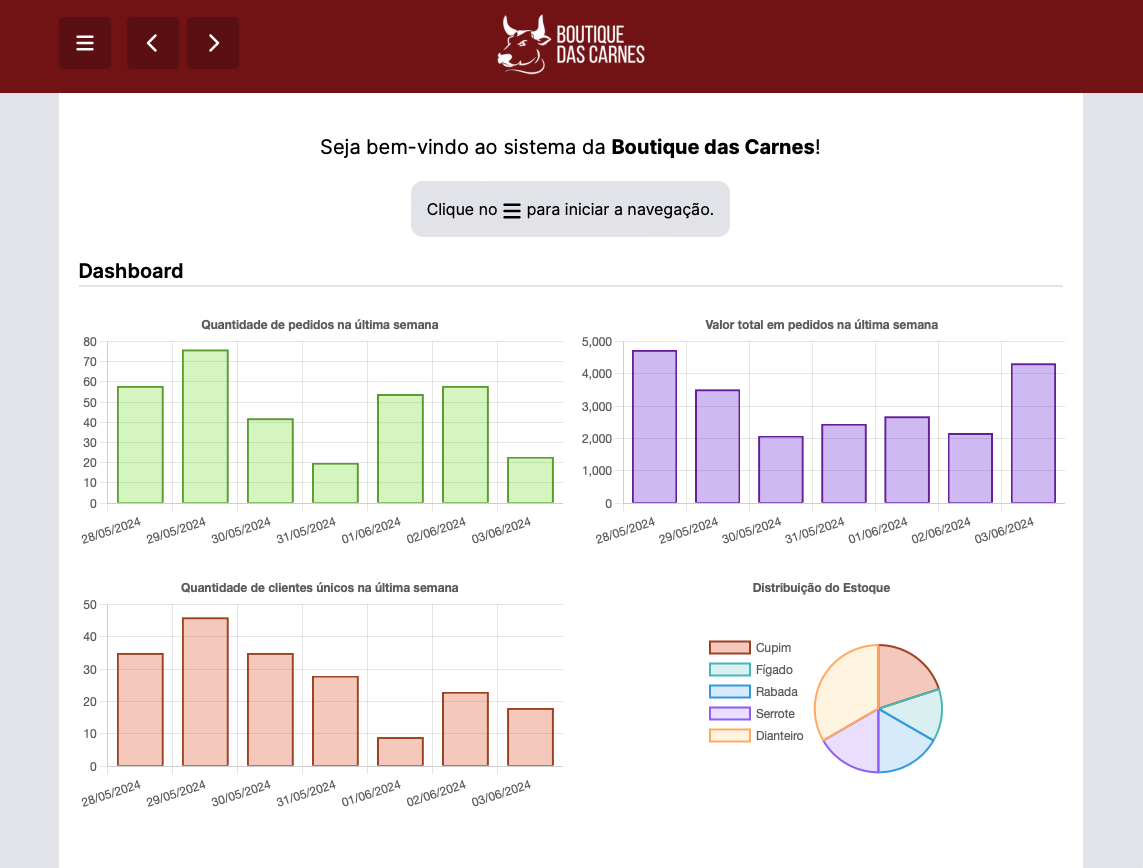 BOUTIQUE
DAS CARNES
Seja bem-vindo ao sistema da Boutique das Carnes!
Clique no para iniciar a navegação.
Dashboard
Quantidade de pedidos na última semana
80
70
60
50
40
30
20
10
0
28/05/2024 29/05/2024 30/05/2024 31/05/2024 01/06/2024 02/06/2024 03/06/2024
Valor total em pedidos na última semana
5,000
4,000
3,000
2,000
1,000
0
28/05/2024 29/05/2024 30/05/2024 31/05/2024 01/06/2024 02/06/2024 03/06/2024
Quantidade de clientes únicos na última semana
50
40
30
20
10
0
28/05/2024 29/05/2024 30/05/2024 31/05/2024 01/06/2024 02/06/2024 03/06/2024
Distribuição do Estoque
Cupim
Fígado
Rabada
Serrote
Dianteiro